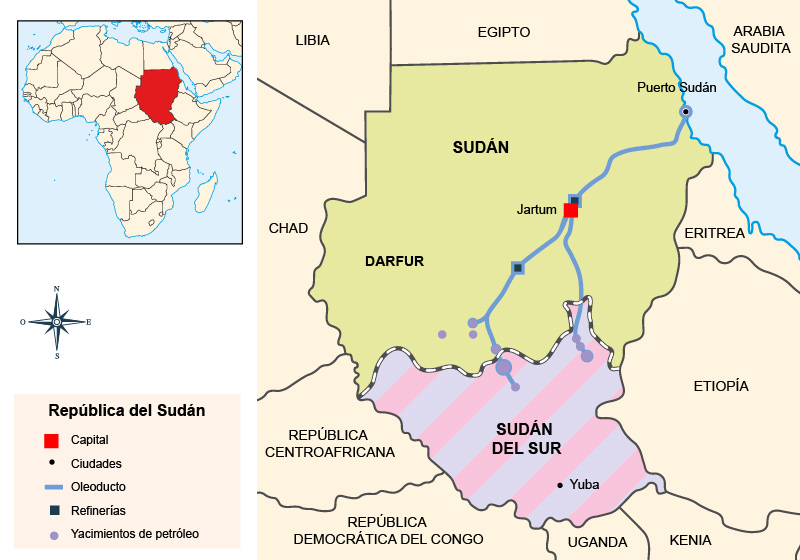 LIBIA
EGIPTO
ARABIA
SAUDITA
Puerto Sudán
SUDÁN
Jartum
CHAD
ERITREA
DARFUR
N
O
E
S
ETIOPÍA
República del Sudán
Capital
Ciudades
Oleoducto
Refinerías
Yacimientos de petróleo
REPÚBLICA
CENTROAFRICANA
SUDÁN
DEL SUR
Yuba
REPÚBLICA
DEMOCRÁTICA DEL CONGO
UGANDA
KENIA